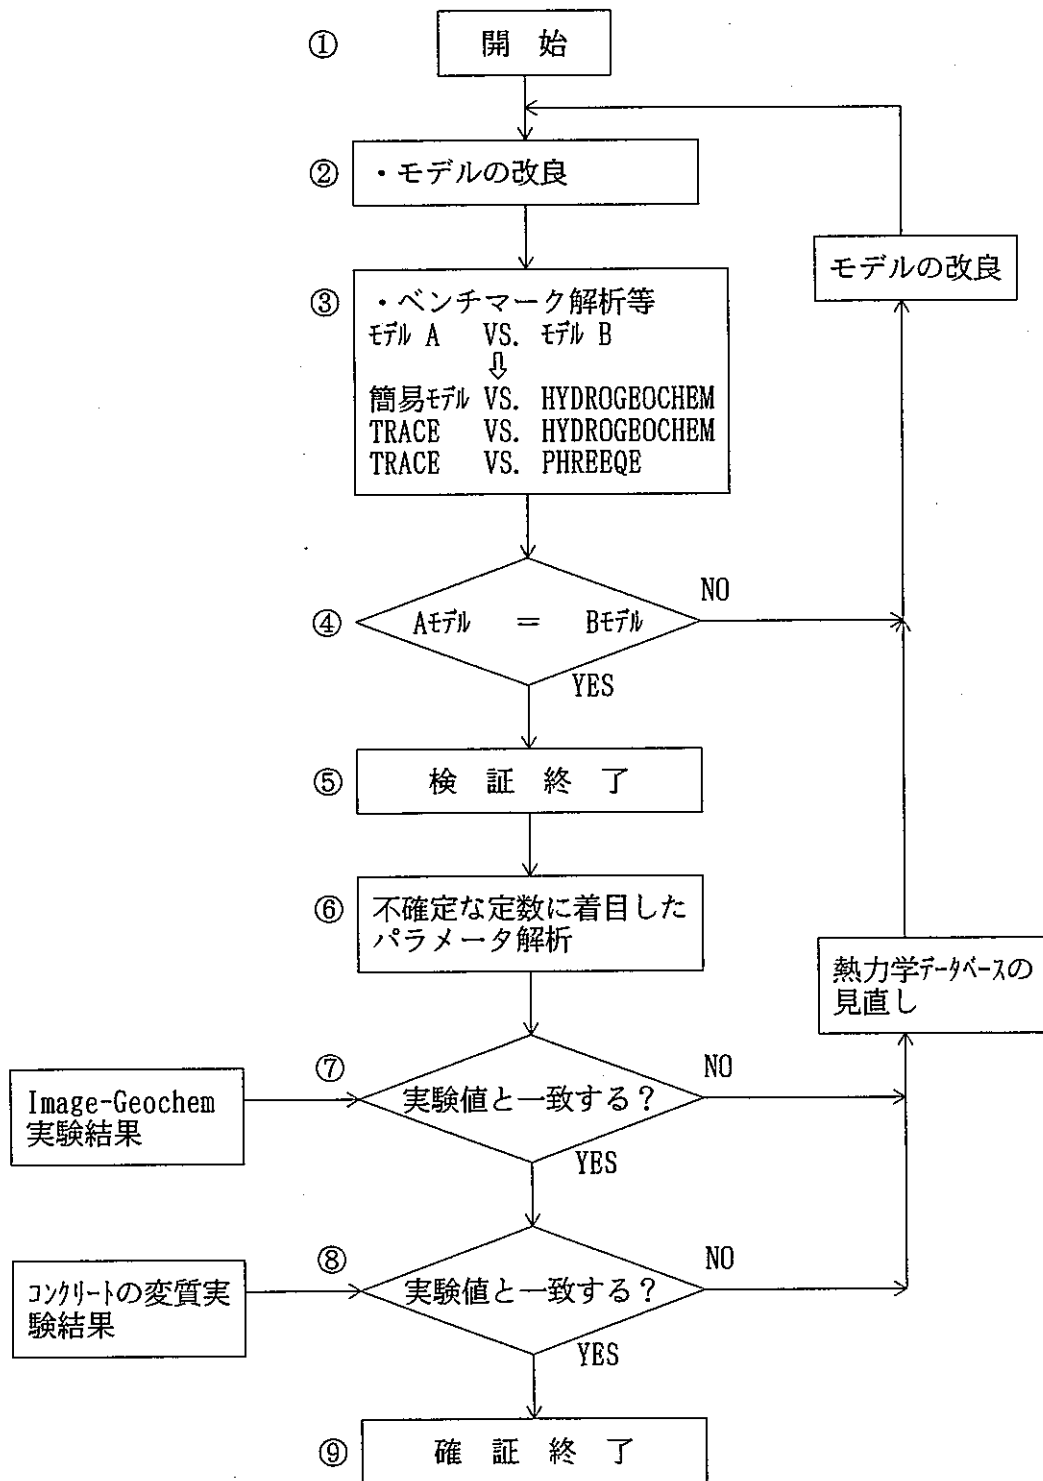 ① 開 始
② ・モデルの改良
モデルの改良
③ ・ベンチマーク解析等
モデル A VS. モデル B
⇩
簡易モデル VS. HYDROGEOCHEM
TRACE VS. HYDROGEOCHEM
TRACE VS. PHREEQE
④ Aモデル = Bモデル
NO
YES
⑤ 検 証 終 了
⑥ 不確定な定数に着目した
パラメータ解析
熱力学データベースの
見直し
Image-Geochem
実験結果
⑦ 実験値と一致する?
NO
YES
コンクリートの変質実
験結果
⑧ 実験値と一致する?
NO
YES
⑨ 確 証 終 了